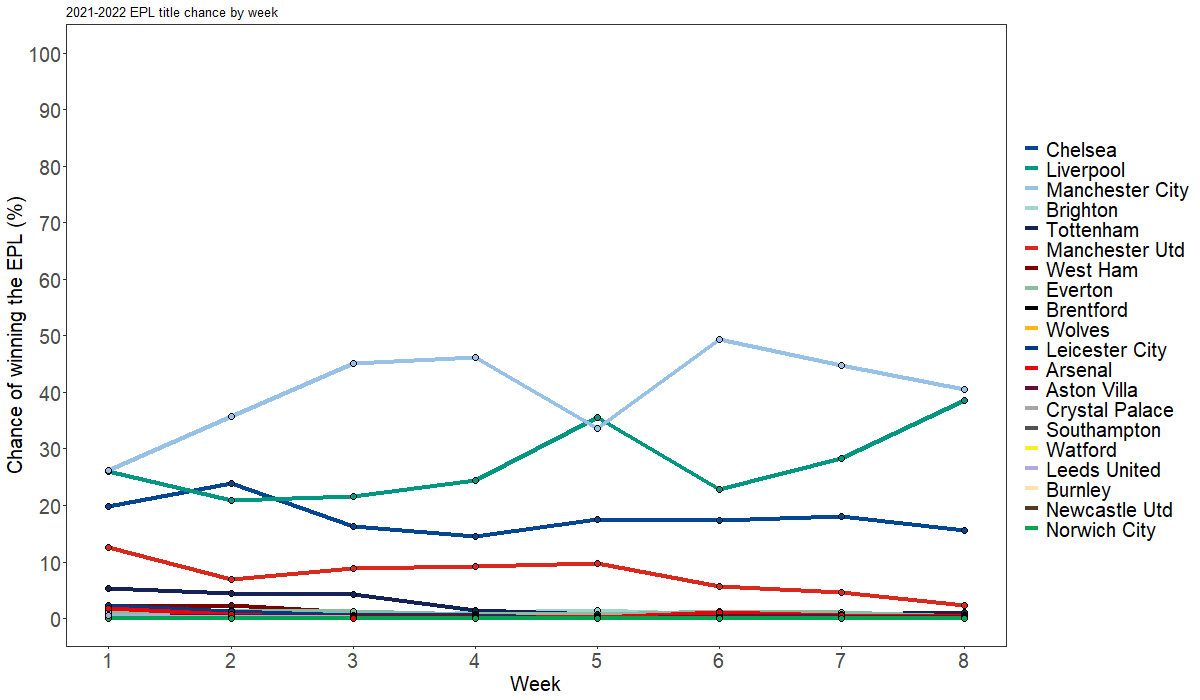 2021-2022 EPL title chance by week
Chance of winning the EPL (%)
100
90
80
70
60
50
40
30
20
10
0
1 2 3 4 5 6 7 8
Week
Chelsea
Liverpool
Manchester City
Brighton
Tottenham
Manchester Utd
West Ham
Everton
Brentford
Wolves
Leicester City
Arsenal
Aston Villa
Crystal Palace
Southampton
Watford
Leeds United
Burnley
Newcastle Utd
Norwich City